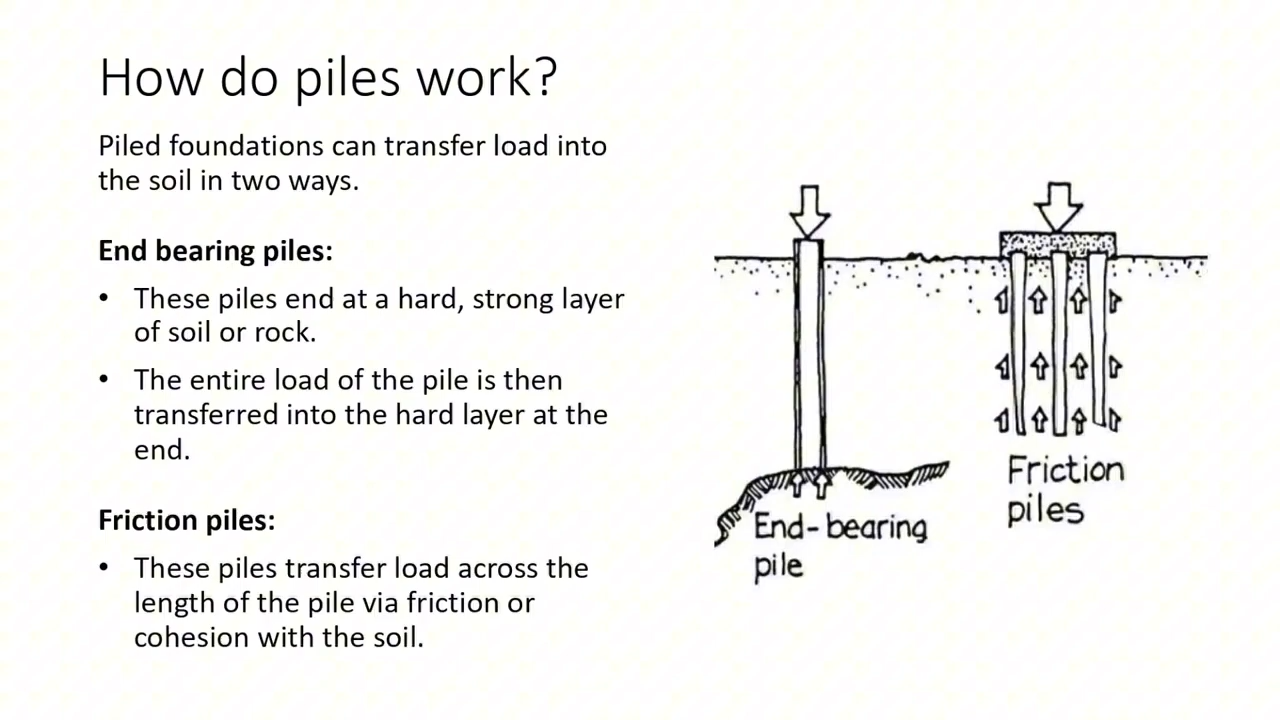 How do piles work?
Piled foundations can transfer load into
the soil in two ways.
End bearing piles:
• These piles end at a hard, strong layer
of soil or rock.
• The entire load of the pile is then
transferred into the hard layer at the
end.
Friction piles:
• These piles transfer load across the
length of the pile via friction or
cohesion with the soil.
End-bearing
pile
Friction
piles